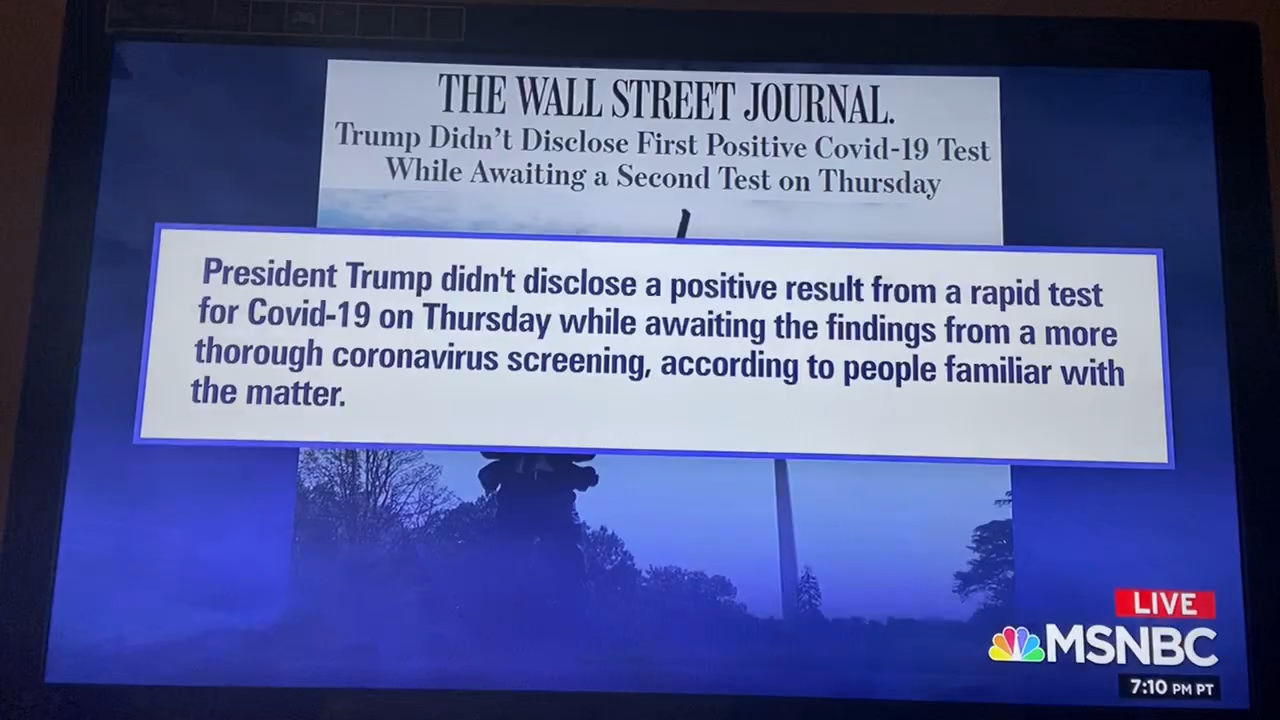 THE WALL STREET JOURNAL.
Trump Didn't Disclose First Positive Covid-19 Test
While Awaiting a Second Test on Thursday
President Trump didn't disclose a positive result from a rapid test
for Covid-19 on Thursday while awaiting the findings from a more
thorough coronavirus screening, according to people familiar with
the matter.
LIVE
MSNBC
7:10 PM PT